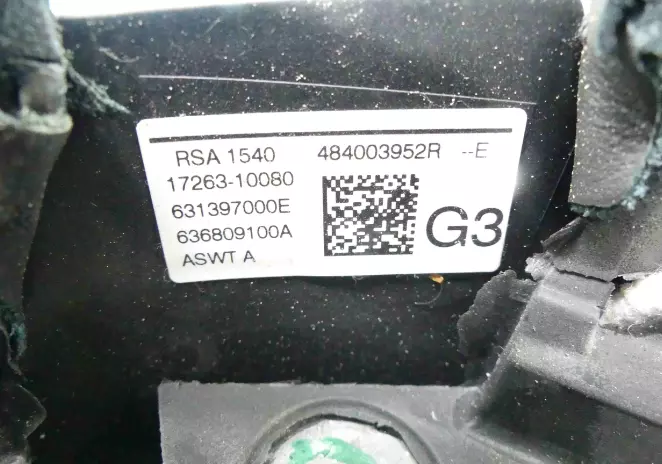 RSA 1540 484003952R --E
17263-10080
631397000E
636809100A
G3
ASWT A